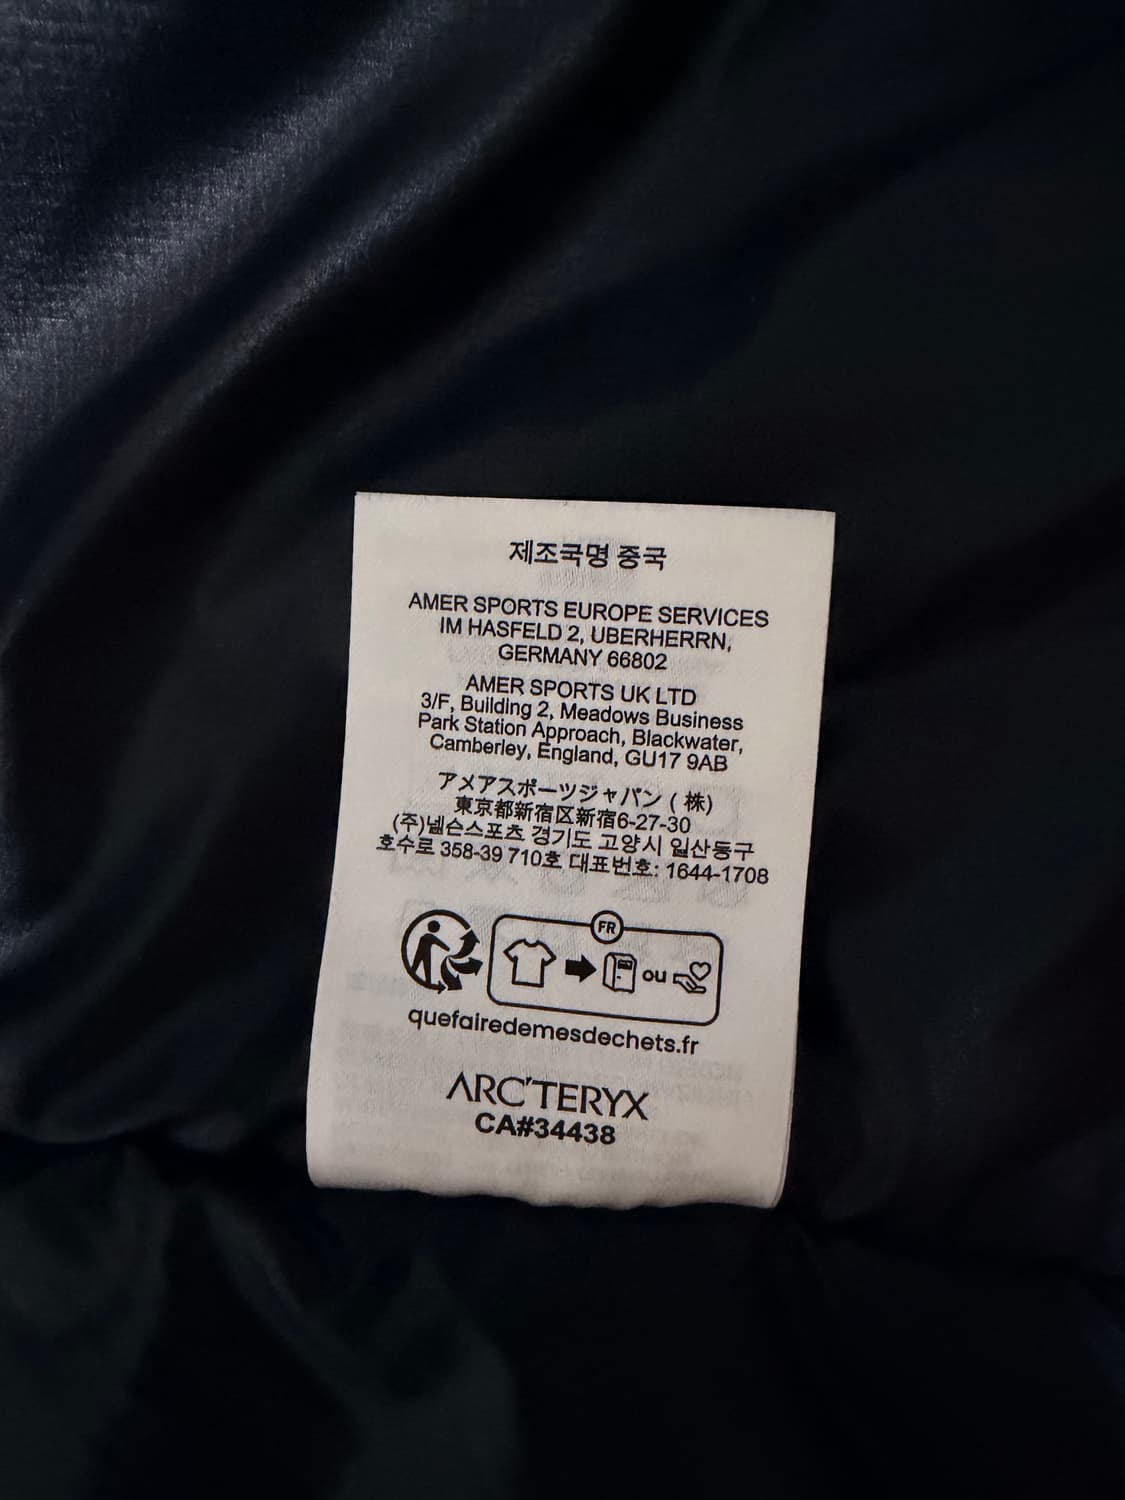 제조국명 중국
AMER SPORTS EUROPE SERVICES
IM HASFELD 2, UBERHERRN,
GERMANY 66802
AMER SPORTS UK LTD
3/F, Building 2, Meadows Business
Park Station Approach, Blackwater,
Camberley, England, GU17 9AB
アメアスポーツジャパン ( 株)
東京都新宿区新宿6-27-30
(주)넬슨스포츠 경기도 고양시 일산동구
호수로 358-39 710호 대표번호: 1644-1708
FR
ou
quefairedemesdechets.fr
ARC'TERYX
CA#34438